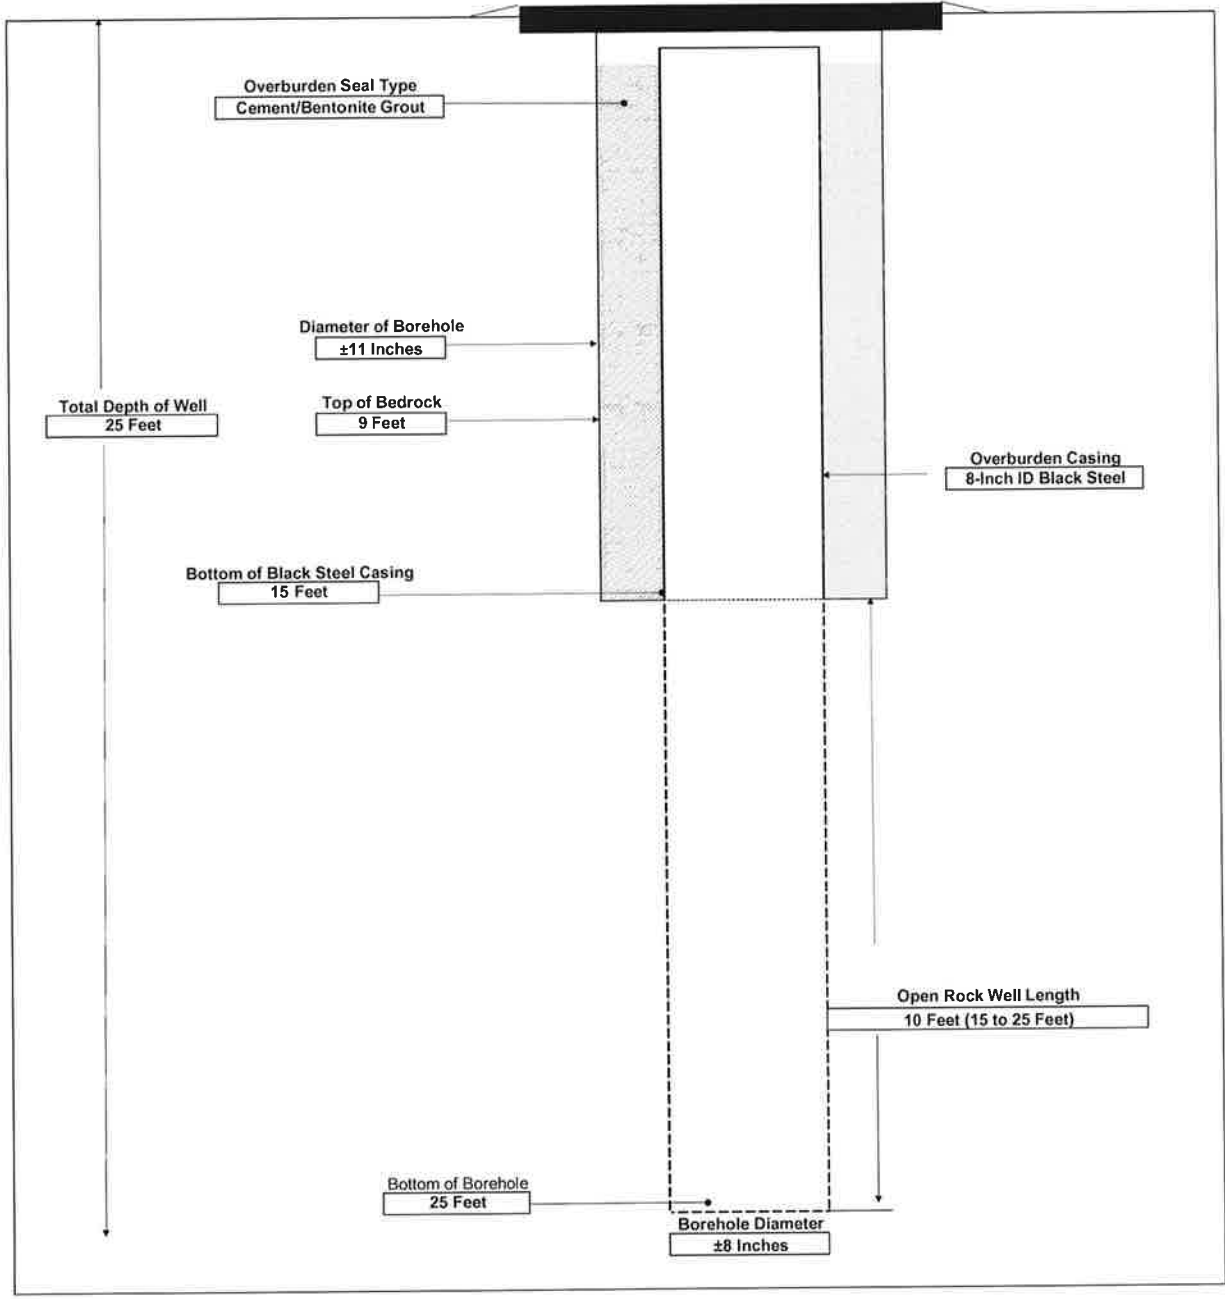 Overburden Seal Type
Cement/Bentonite Grout
Diameter of Borehole
±11 Inches
Total Depth of Well
25 Feet
Top of Bedrock
9 Feet
Overburden Casing
8-Inch ID Black Steel
Bottom of Black Steel Casing
15 Feet
Open Rock Well Length
10 Feet (15 to 25 Feet)
Bottom of Borehole
25 Feet
Borehole Diameter
±8 Inches